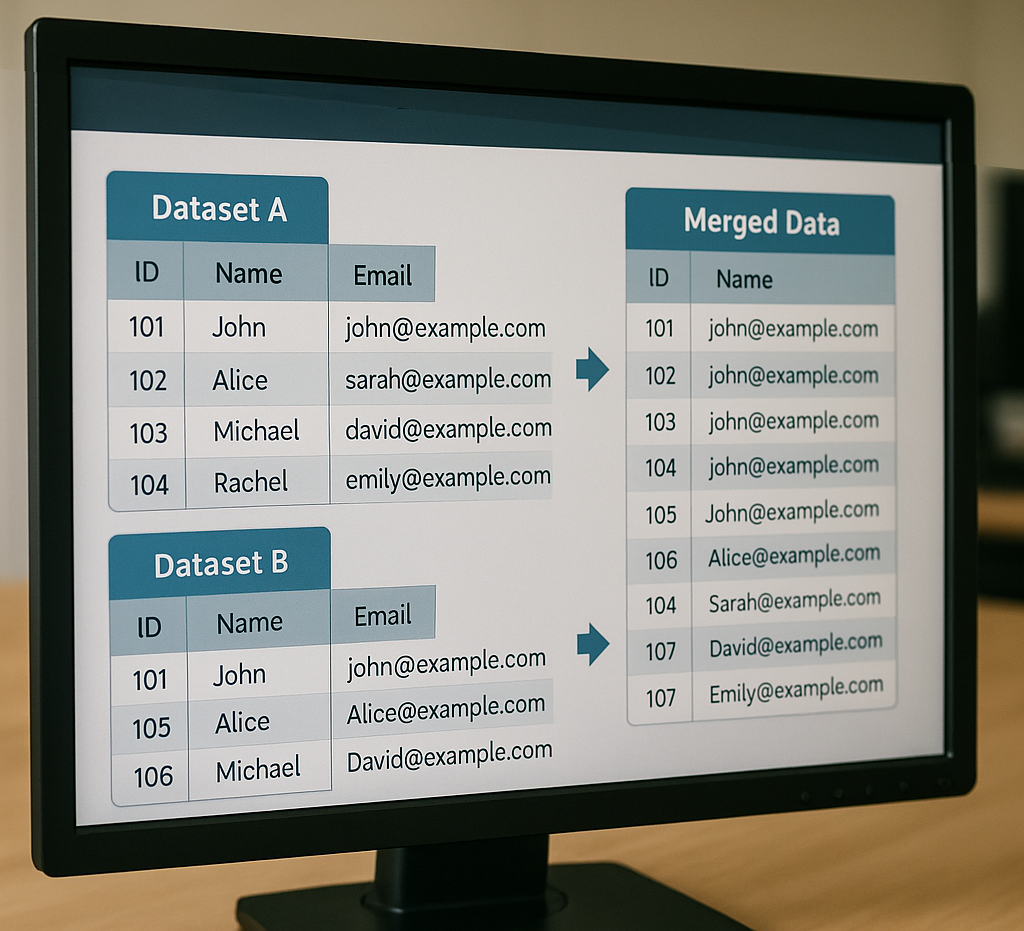 Dataset A
ID Name Email
101 John john@example.com
102 Alice sarah@example.com
103 Michael david@example.com
104 Rachel emily@example.com
Dataset B
ID Name Email
101 John john@example.com
105 Alice Alice@example.com
106 Michael David@example.com
Merged Data
ID Name
101 john@example.com
102 john@example.com
103 john@example.com
104 john@example.com
105 John@example.com
106 Alice@example.com
104 Sarah@example.com
107 David@example.com
107 Emily@example.com